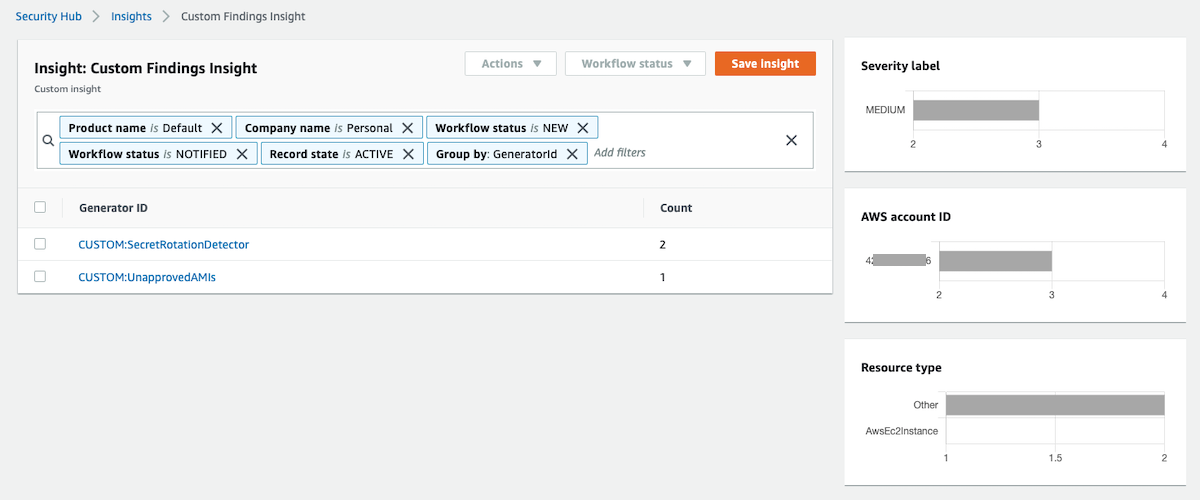 Security Hub > Insights > Custom Findings Insight
Insight: Custom Findings Insight
Actions ▼
Workflow status ▼
Save insight
Custom insight
Product name is Default ✕ Company name is Personal ✕ Workflow status is NEW ✕
Workflow status is NOTIFIED ✕ Record state is ACTIVE ✕ Group by: GeneratorId ✕ Add filters
Generator ID Count
CUSTOM:SecretRotationDetector 2
CUSTOM:UnapprovedAMIs 1
Severity label
MEDIUM
2 3 4
AWS account ID
42 6
2 3 4
Resource type
Other
AwsEc2Instance
1 1.5 2